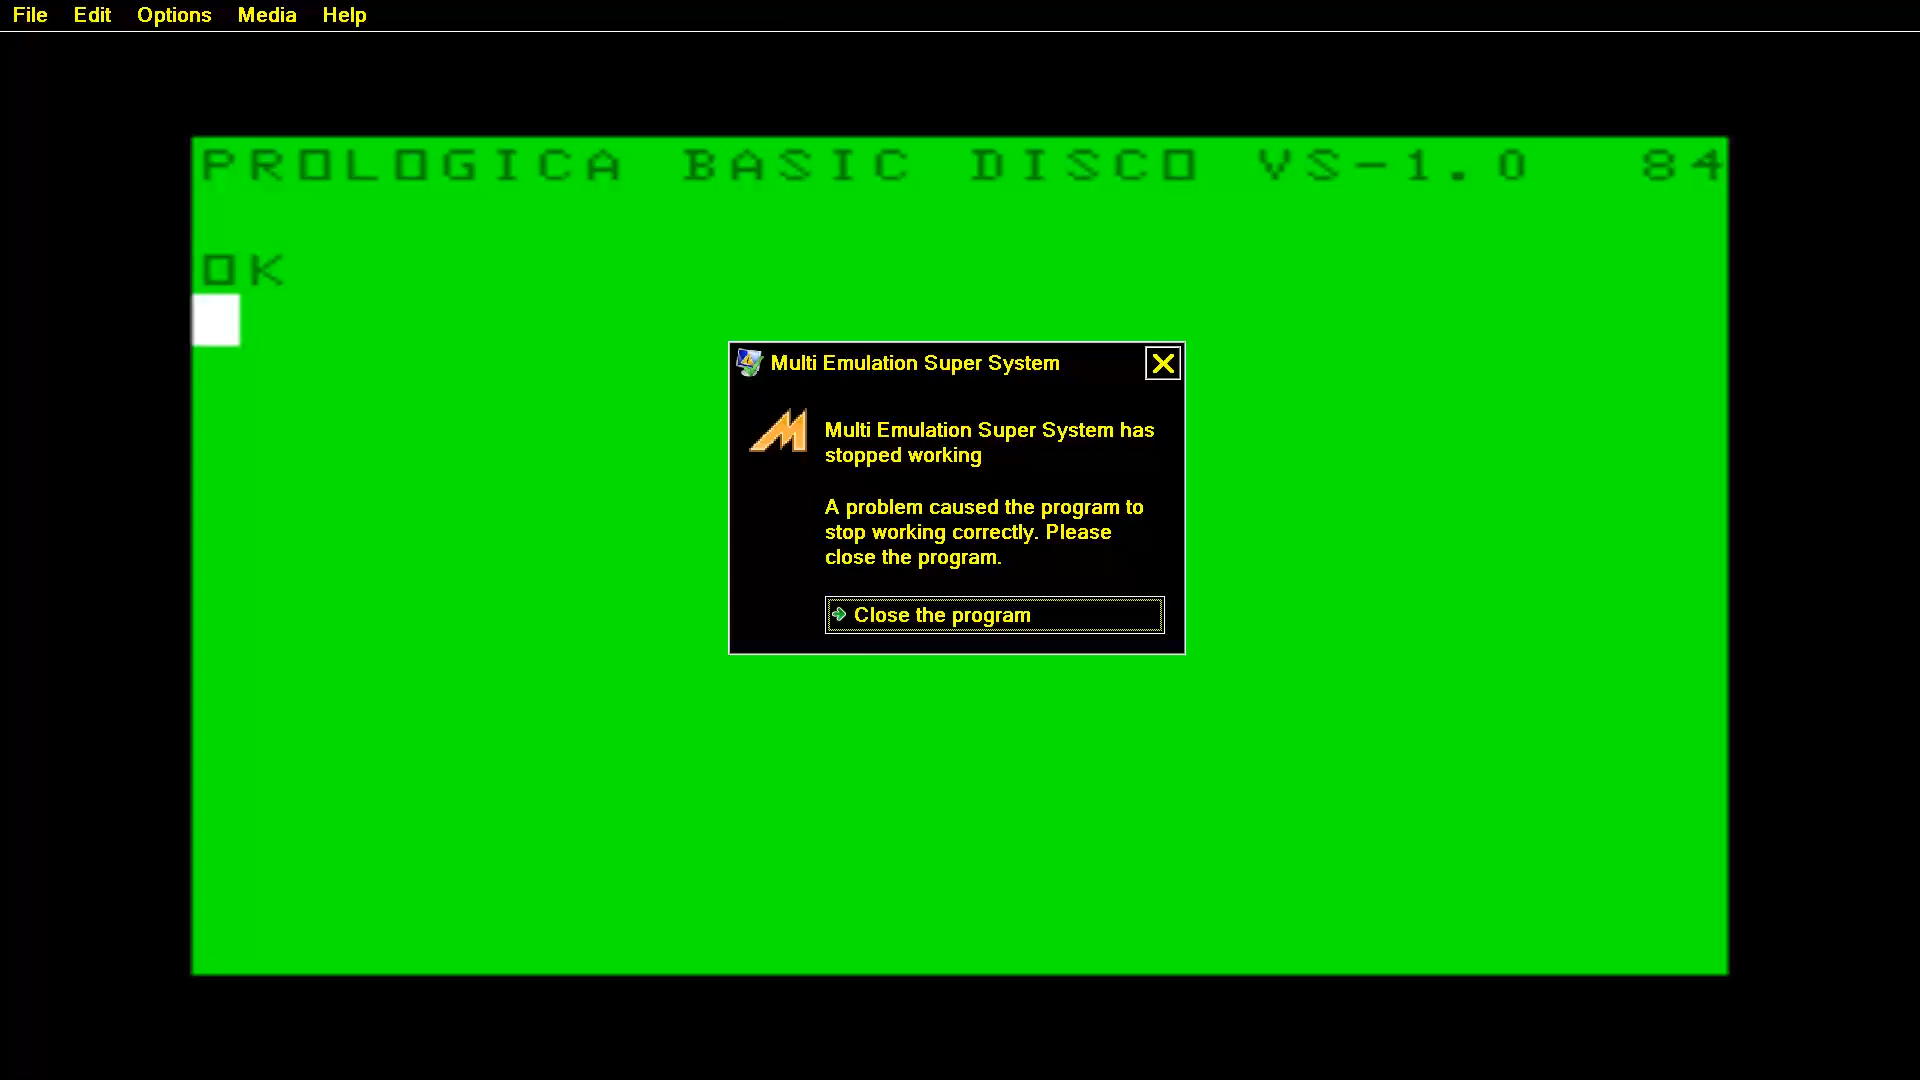 File Edit Options Media Help
PROLOGICA BASIC DISCO VS-1.0 84
OK
Multi Emulation Super System
Multi Emulation Super System has
stopped working
A problem caused the program to
stop working correctly. Please
close the program.
Close the program